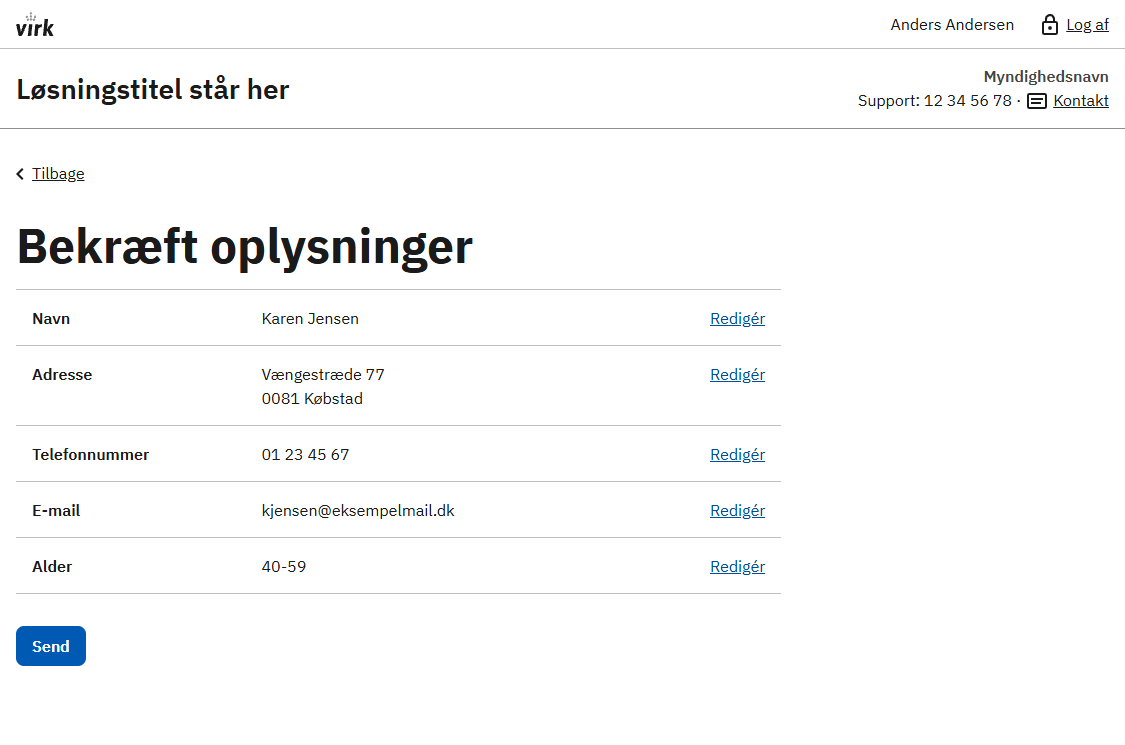 virk
Anders Andersen Log af
Løsningstitel står her
Myndighedsnavn
Support: 12 34 56 78 · Kontakt
Tilbage
Bekræft oplysninger
Navn Karen Jensen Redigér
Adresse Vængestræde 77 Redigér
0081 Købstad
Telefonnummer 01 23 45 67 Redigér
E-mail kjensen@eksempelmail.dk Redigér
Alder 40-59 Redigér
Send